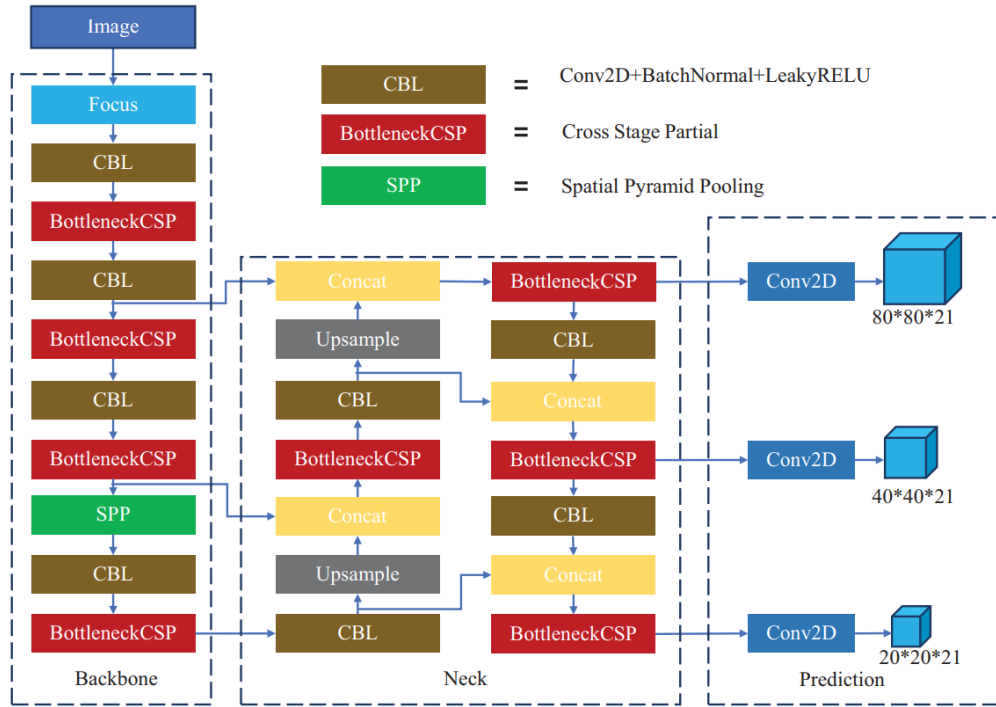 Image
Focus
CBL
BottleneckCSP
CBL
BottleneckCSP
CBL
BottleneckCSP
SPP
CBL
BottleneckCSP
Backbone
CBL
=
Conv2D+BatchNormal+LeakyRELU
BottleneckCSP
=
Cross Stage Partial
SPP
=
Spatial Pyramid Pooling
Concat
Upsample
CBL
BottleneckCSP
Concat
Upsample
CBL
BottleneckCSP
CBL
Concat
BottleneckCSP
CBL
Concat
BottleneckCSP
Neck
Conv2D
80*80*21
Conv2D
40*40*21
Conv2D
20*20*21
Prediction